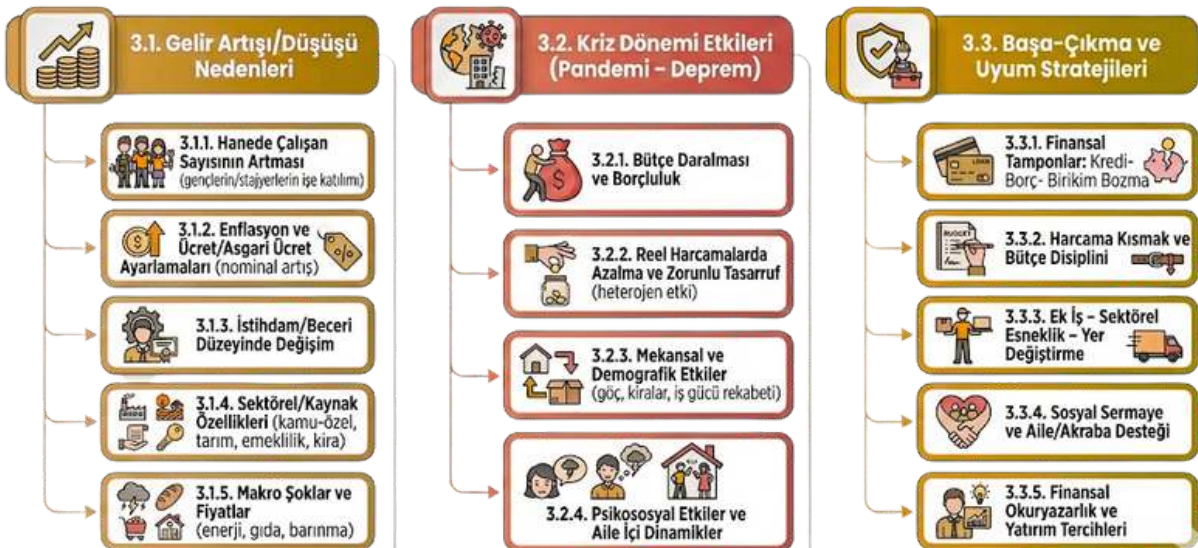 3.1. Gelir Artışı/Düşüşü
Nedenleri
3.1.1. Hanede Çalışan
Sayısının Artması
(gençlerin/stajyerlerin işe katılımı)
3.1.2. Enflasyon ve
Ücret/Asgari Ücret
Ayarlamaları (nominal artış)
3.1.3. İstihdam/Beceri
Düzeyinde Değişim
3.1.4. Sektörel/Kaynak
Özellikleri (kamu-özel,
tarım, emeklilik, kira)
3.1.5. Makro Şoklar ve
Fiyatlar
(enerji, gıda, barınma)
3.2. Kriz Dönemi Etkileri
(Pandemi – Deprem)
3.2.1. Bütçe Daralması
ve Borçluluk
3.2.2. Reel Harcamalarda
Azalma ve Zorunlu Tasarruf
(heterojen etki)
3.2.3. Mekansal ve
Demografik Etkiler
(göç, kiralar, iş gücü rekabeti)
3.2.4. Psikososyal Etkiler ve
Aile İçi Dinamikler
3.3. Başa-Çıkma ve
Uyum Stratejileri
LOAN
3.3.1. Finansal
Tamponlar: Kredi-
Borç- Birikim Bozma
BUDGET
3.3.2. Harcama Kısmak ve
Bütçe Disiplini
3.3.3. Ek İş – Sektörel
Esneklik – Yer
Değiştirme
3.3.4. Sosyal Sermaye
ve Aile/Akraba Desteği
3.3.5. Finansal
Okuryazarlık ve
Yatırım Tercihleri